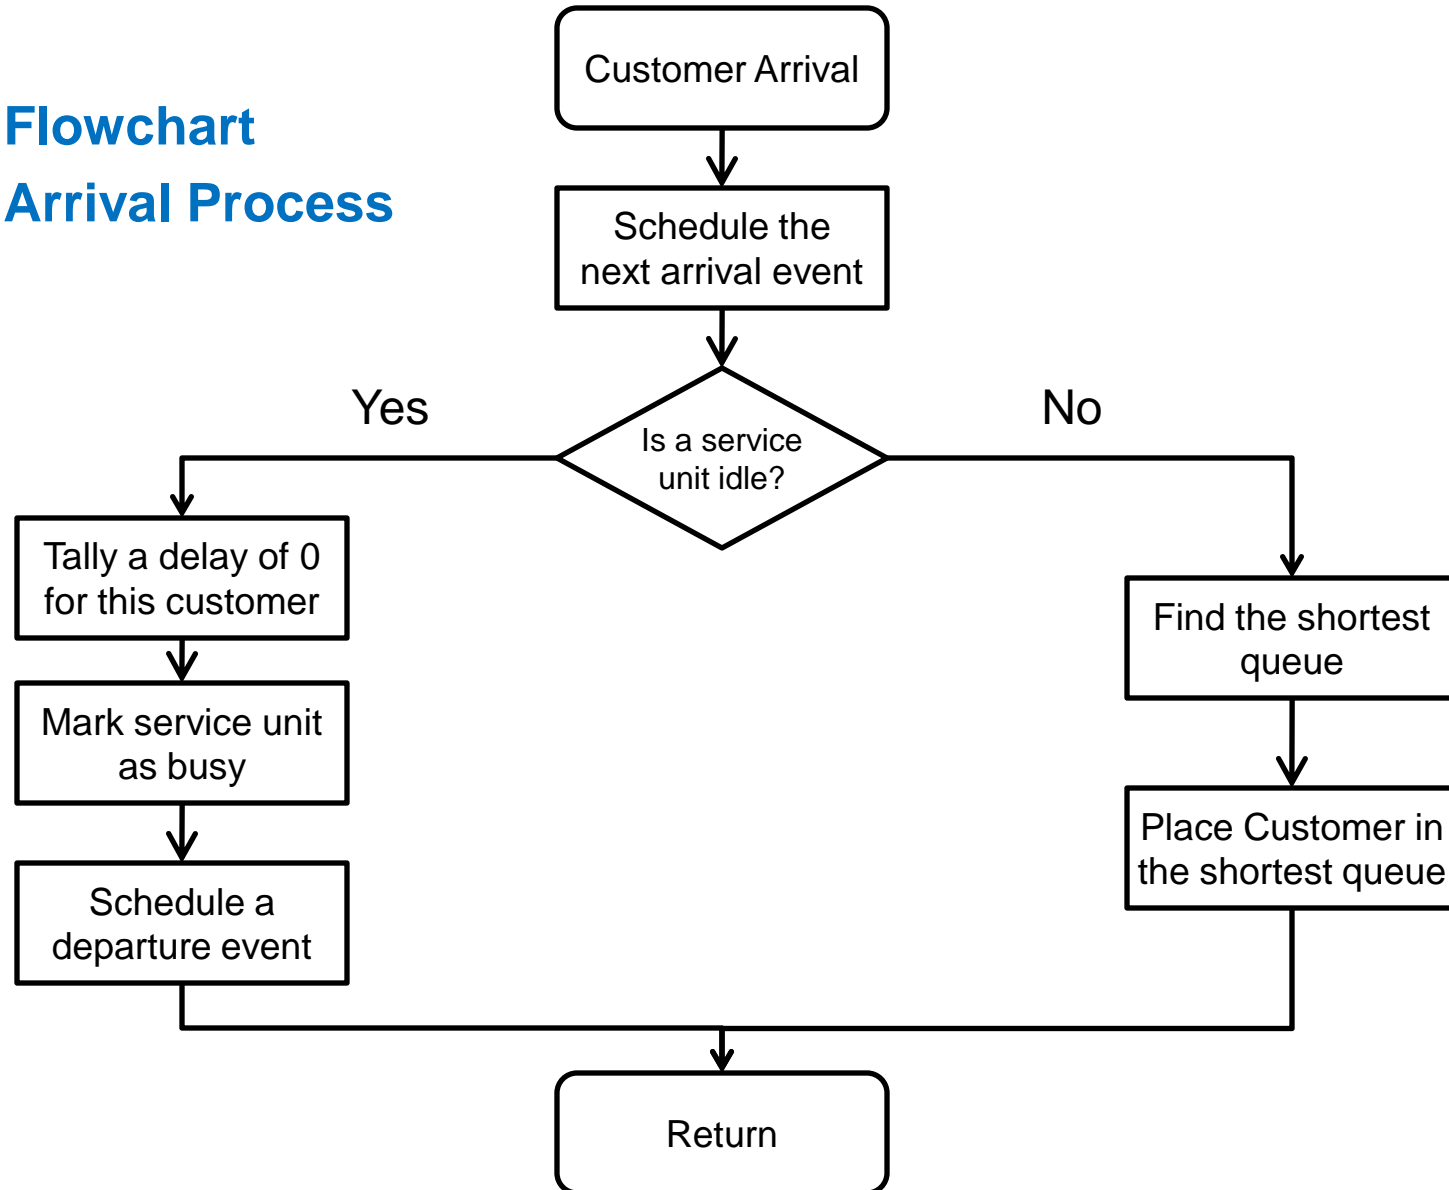 Flowchart
Arrival Process
Customer Arrival
Schedule the
next arrival event
Is a service
unit idle?
Yes
No
Tally a delay of 0
for this customer
Mark service unit
as busy
Schedule a
departure event
Find the shortest
queue
Place Customer in
the shortest queue
Return